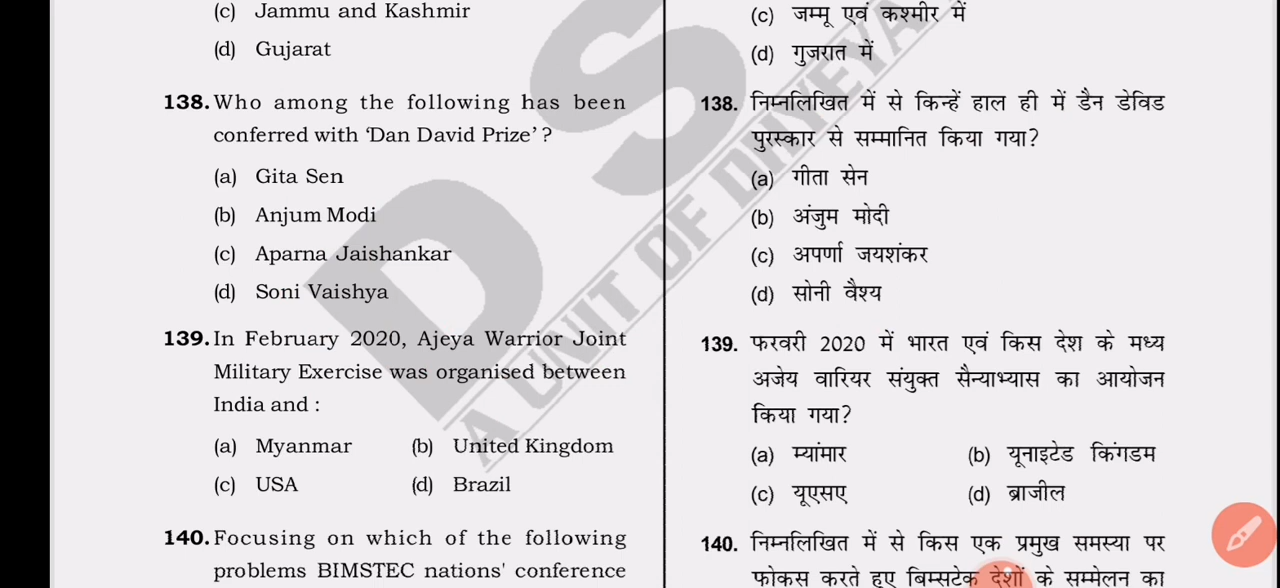 (c) Jammu and Kashmir
(d) Gujarat
138. Who among the following has been
conferred with ‘Dan David Prize’?
(a) Gita Sen
(b) Anjum Modi
(c) Aparna Jaishankar
(d) Soni Vaishya
139. In February 2020, Ajeya Warrior Joint
Military Exercise was organised between
India and :
(a) Myanmar (b) United Kingdom
(c) USA (d) Brazil
140. Focusing on which of the following
problems BIMSTEC nations' conference
(c) जम्मू एवं कश्मीर में
(d) गुजरात में
138. निम्नलिखित में से किन्हें हाल ही में डैन डेविड
पुरस्कार से सम्मानित किया गया?
(a) गीता सेन
(b) अंजुम मोदी
(c) अपर्णा जयशंकर
(d) सोनी वैश्य
139. फरवरी 2020 में भारत एवं किस देश के मध्य
अजेय वारियर संयुक्त सैन्याभ्यास का आयोजन
किया गया?
(a) म्यांमार (b) यूनाइटेड किंगडम
(c) यूएसए (d) ब्राजील
140. निम्नलिखित में से किस एक प्रमुख समस्या पर
फोकस करते हुए बिम्सटेक देशों के सम्मेलन का
D S
A UNIT OF DHYEYA